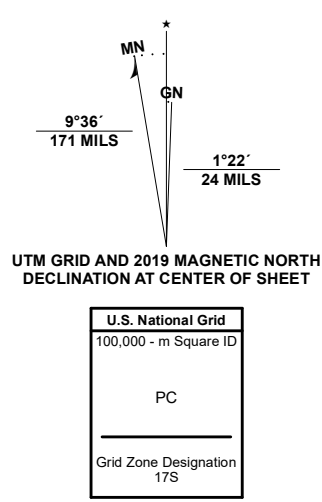 MN
GN
9°36´
171 MILS
1°22´
24 MILS
UTM GRID AND 2019 MAGNETIC NORTH
DECLINATION AT CENTER OF SHEET
U.S. National Grid
100,000 - m Square ID
PC
Grid Zone Designation
17S